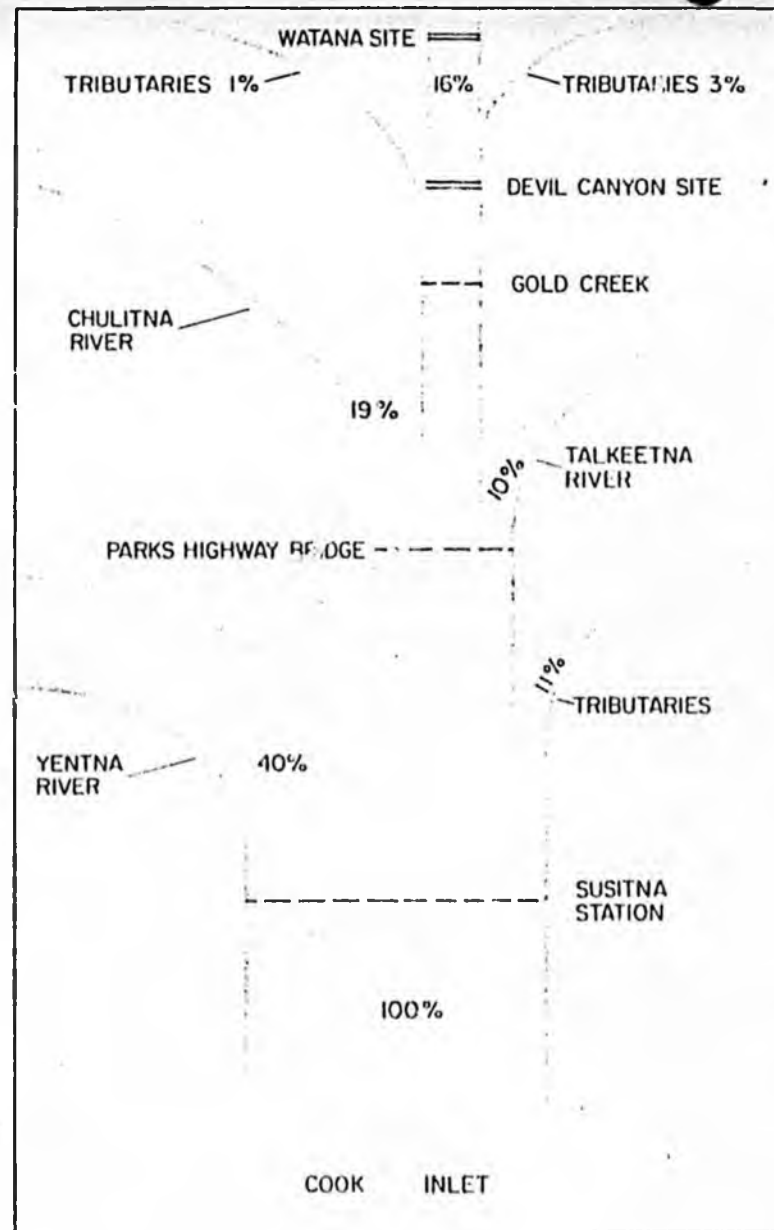 WATANA SITE
TRIBUTARIES 1%
16%
TRIBUTARIES 3%
DEVIL CANYON SITE
GOLD CREEK
CHULITNA
RIVER
19%
10%
TALKEETNA
RIVER
PARKS HIGHWAY BRIDGE
11%
TRIBUTARIES
YENTNA
RIVER
40%
SUSITNA
STATION
100%
COOK INLET